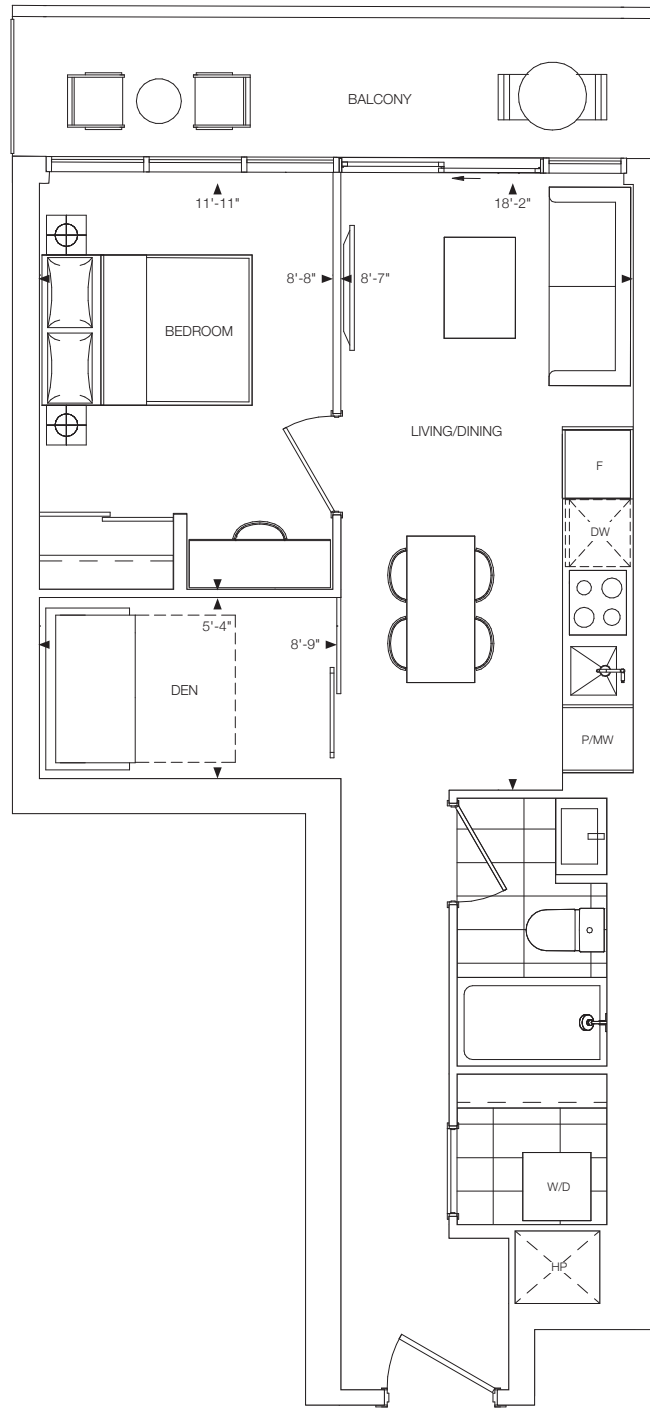 BALCONY
11'-11"
18'-2"
8'-8"
8'-7"
BEDROOM
LIVING/DINING
F
DW
5'-4"
8'-9"
DEN
P/MW
W/D
HP